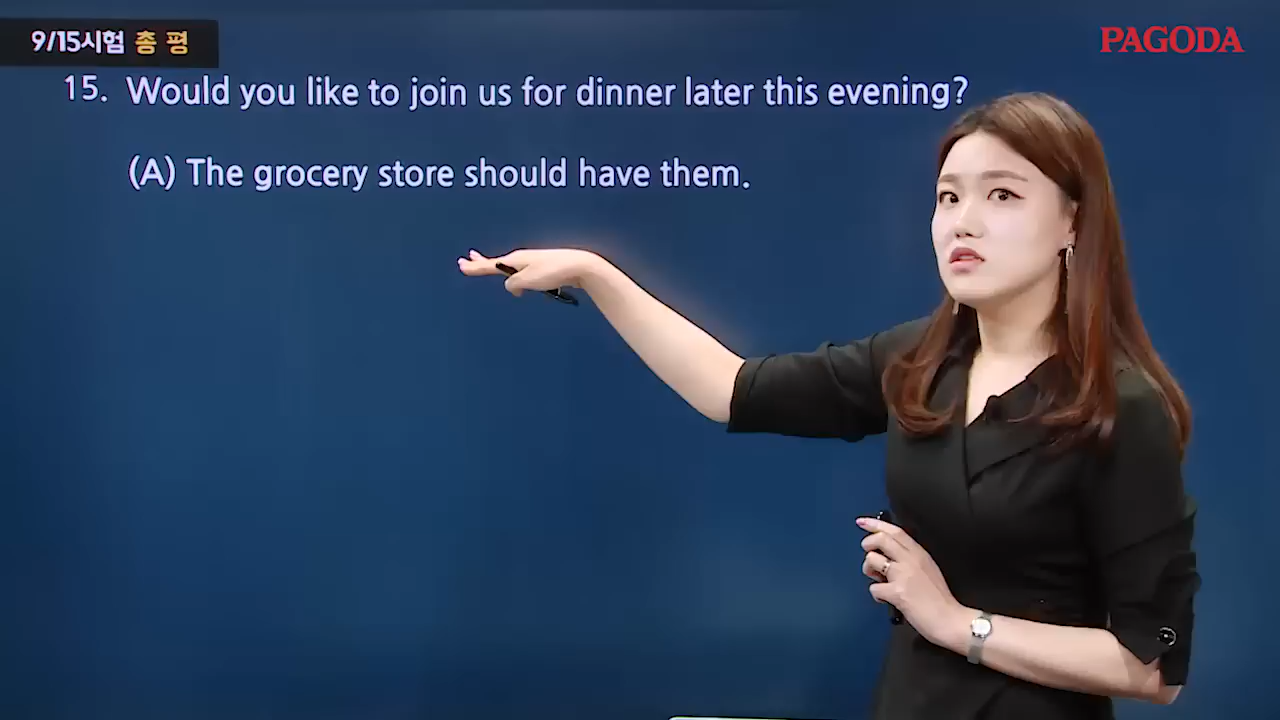 9/15시험 총평
PAGODA
15. Would you like to join us for dinner later this evening?
(A) The grocery store should have them.